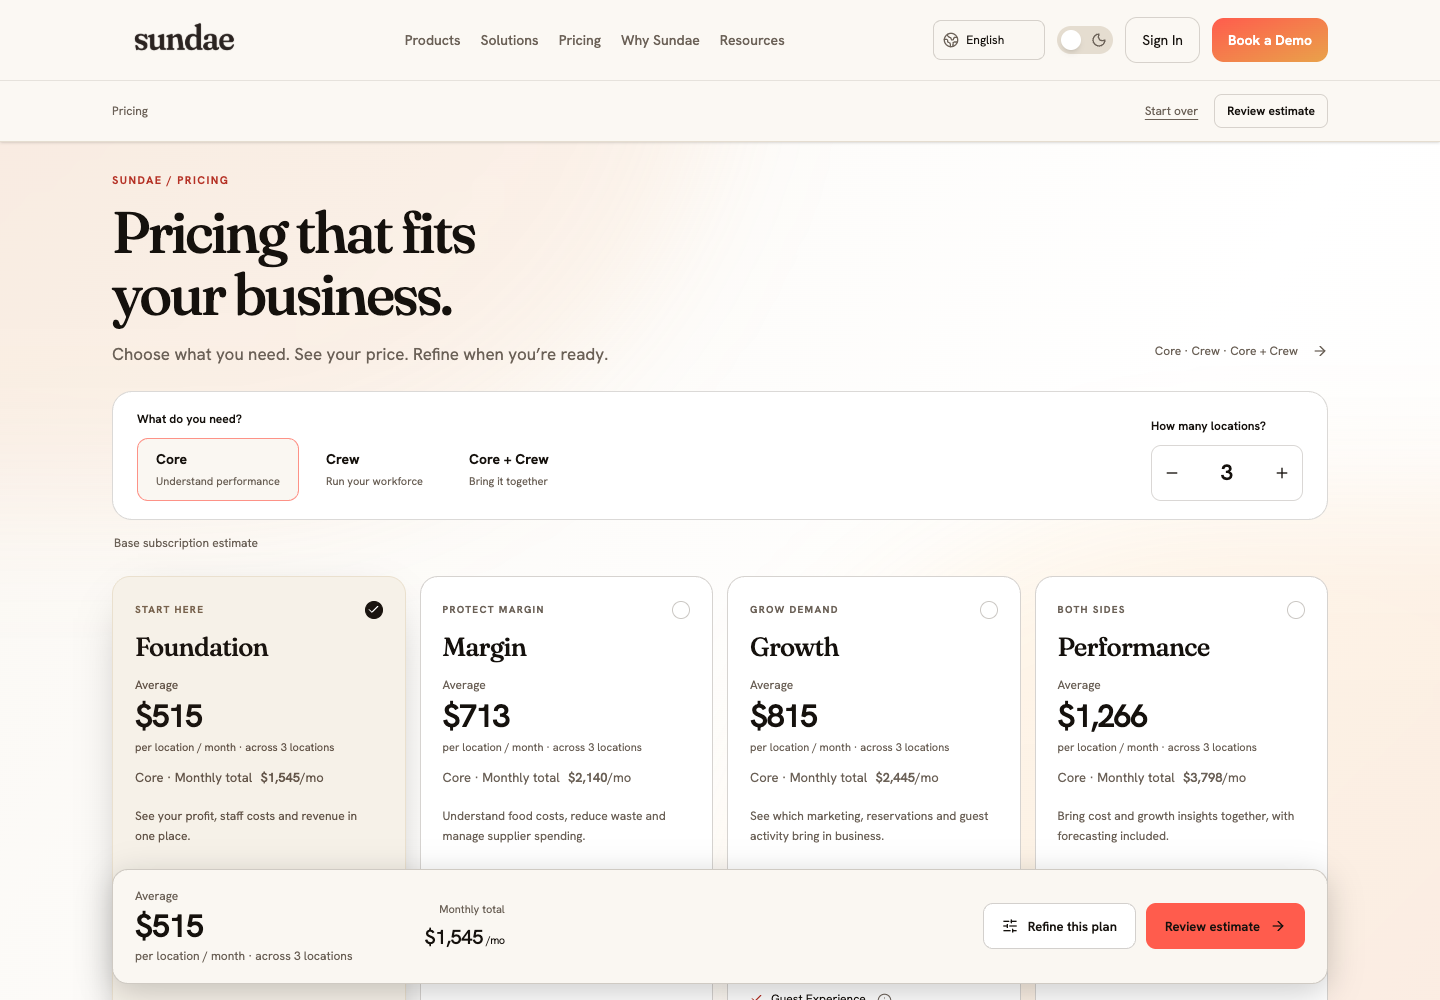 sundae
Products Solutions Pricing Why Sundae Resources
English
Sign In
Book a Demo
Pricing
Start over
Review estimate
SUNDAE / PRICING
Pricing that fits
your business.
Choose what you need. See your price. Refine when you’re ready.
Core · Crew · Core + Crew
What do you need?
Core
Understand performance
Crew
Run your workforce
Core + Crew
Bring it together
How many locations?
3
Base subscription estimate
START HERE
Foundation
Average
$515
per location / month · across 3 locations
Core · Monthly total $1,545/mo
See your profit, staff costs and revenue in
one place.
PROTECT MARGIN
Margin
Average
$713
per location / month · across 3 locations
Core · Monthly total $2,140/mo
Understand food costs, reduce waste and
manage supplier spending.
GROW DEMAND
Growth
Average
$815
per location / month · across 3 locations
Core · Monthly total $2,445/mo
See which marketing, reservations and guest
activity bring in business.
BOTH SIDES
Performance
Average
$1,266
per location / month · across 3 locations
Core · Monthly total $3,798/mo
Bring cost and growth insights together, with
forecasting included.
Average
$515
per location / month · across 3 locations
Monthly total
$1,545 /mo
Refine this plan
Review estimate
Guest Experience